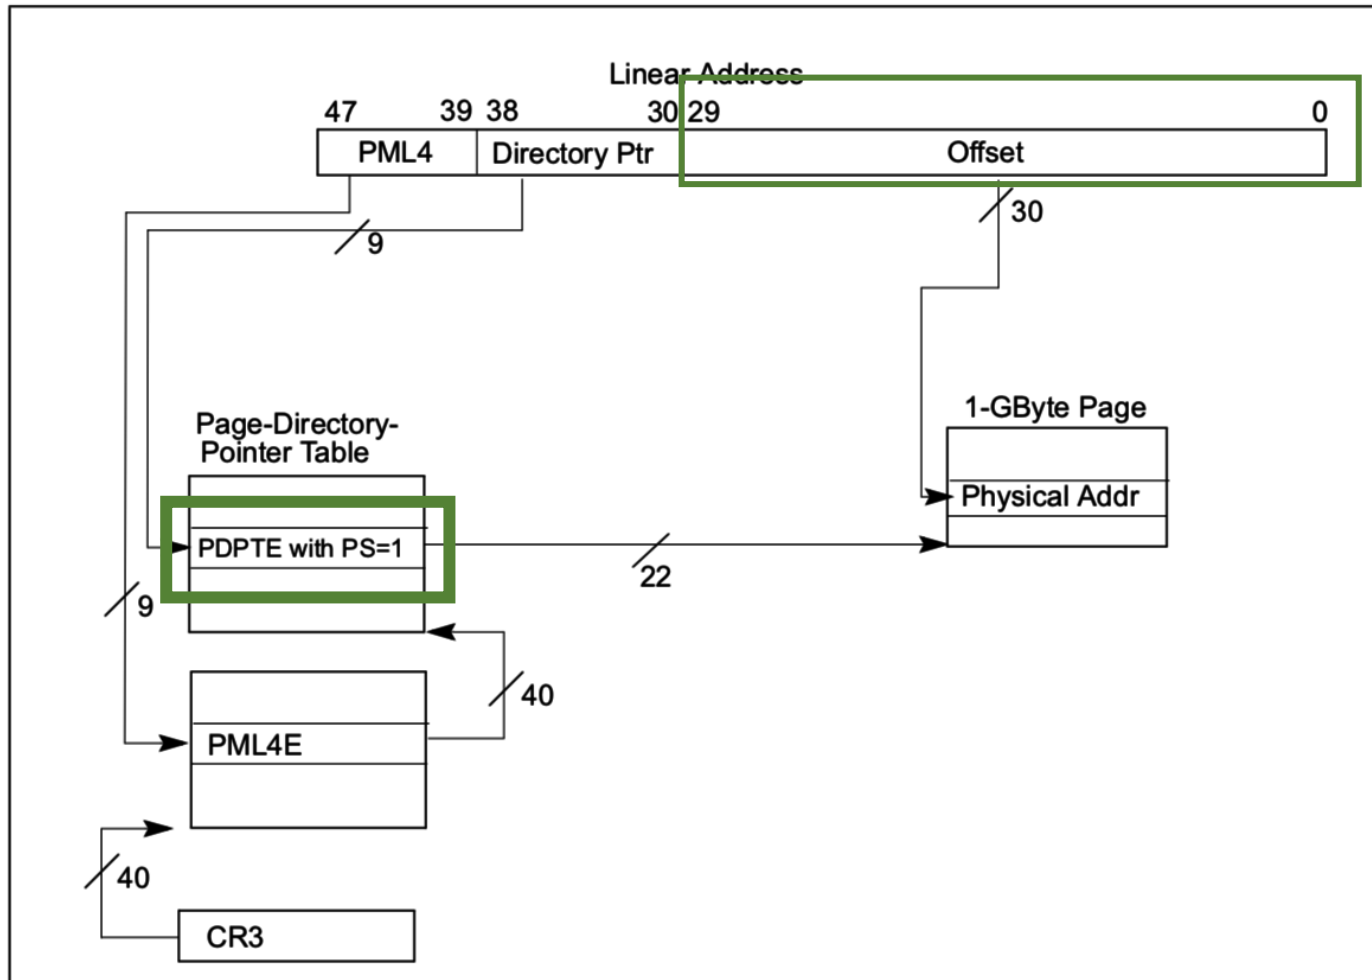 Linear Address
47 39 38 30 29 0
PML4 Directory Ptr Offset
9
30
Page-Directory-
Pointer Table
1-GByte Page
Physical Addr
PDPTE with PS=1
22
9
40
PML4E
40
CR3